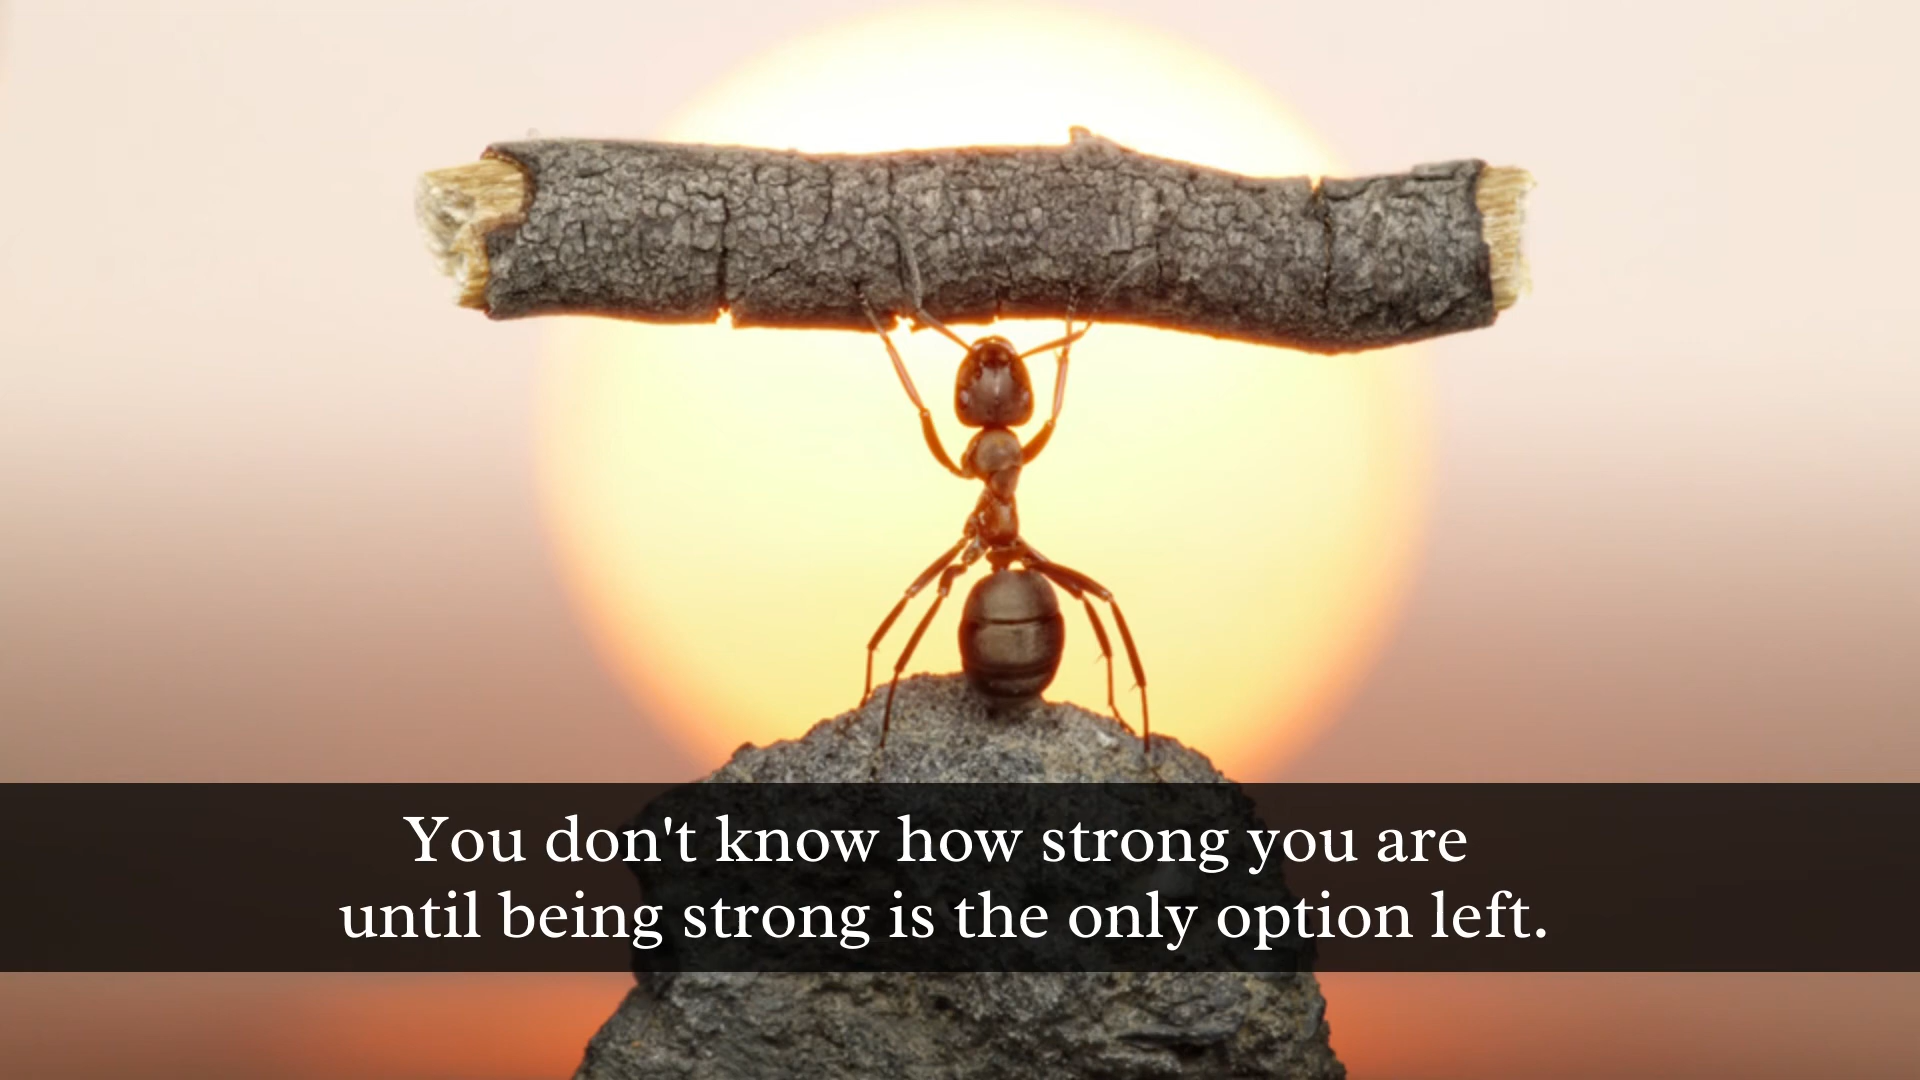 You don't know how strong you are
until being strong is the only option left.